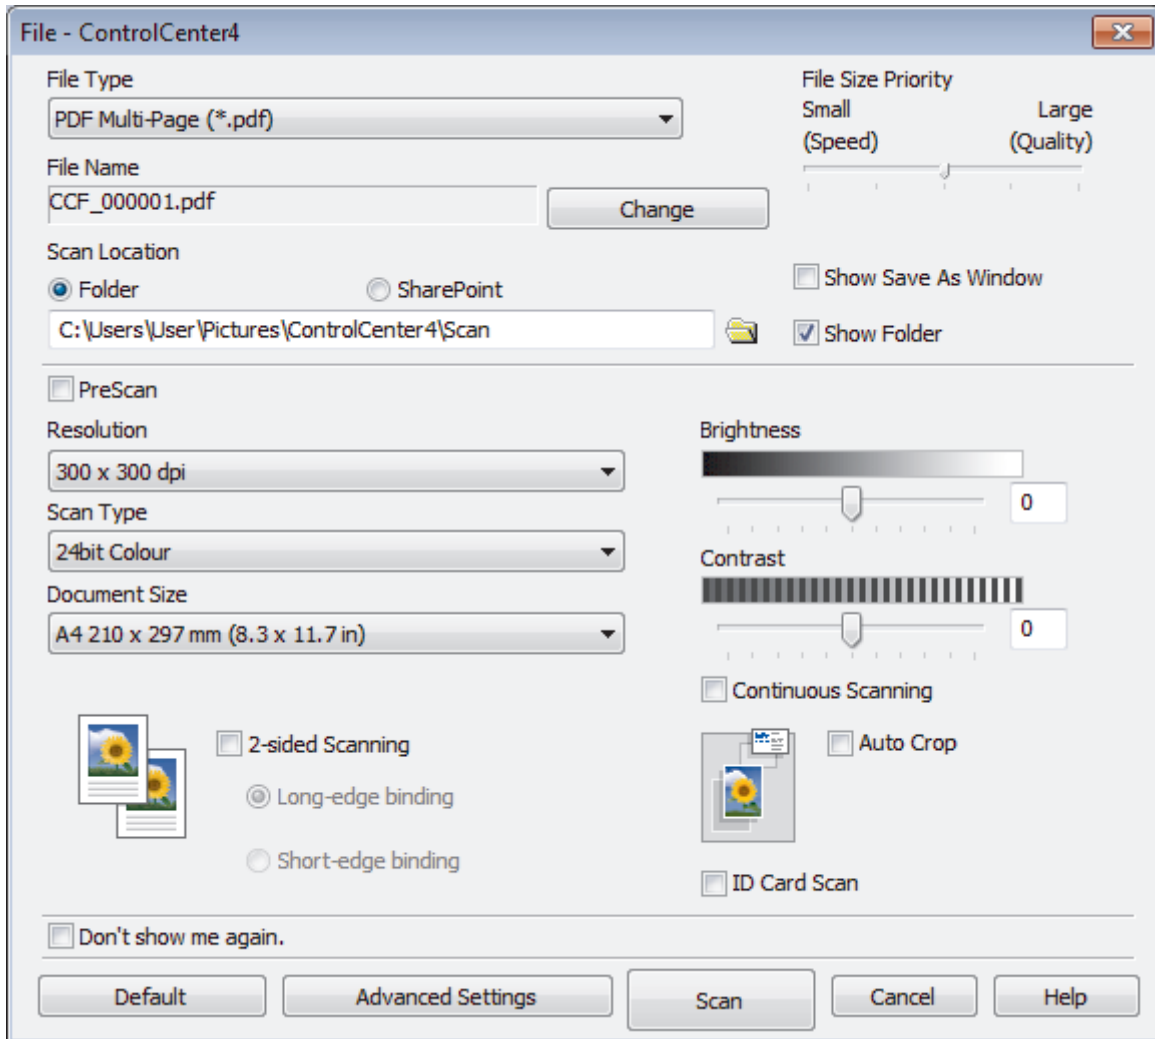 File - ControlCenter4
File Type
PDF Multi-Page (*.pdf)
File Size Priority
Small Large
(Speed) (Quality)
File Name
CCF_000001.pdf
Change
Scan Location
Folder SharePoint
C:\Users\User\Pictures\ControlCenter4\Scan
Show Save As Window
Show Folder
PreScan
Resolution
300 x 300 dpi
Scan Type
24bit Colour
Document Size
A4 210 x 297 mm (8.3 x 11.7 in)
Brightness
0
Contrast
0
Continuous Scanning
2-sided Scanning
Long-edge binding
Short-edge binding
Auto Crop
ID Card Scan
Don't show me again.
Default Advanced Settings Scan Cancel Help